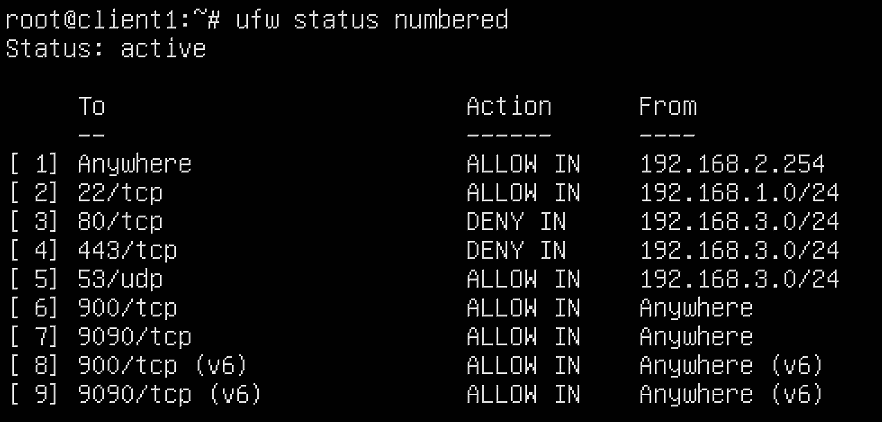 root@client1:~# ufw status numbered
Status: active
To Action From
-- ------ ----
[ 1] Anywhere ALLOW IN 192.168.2.254
[ 2] 22/tcp ALLOW IN 192.168.1.0/24
[ 3] 80/tcp DENY IN 192.168.3.0/24
[ 4] 443/tcp DENY IN 192.168.3.0/24
[ 5] 53/udp ALLOW IN 192.168.3.0/24
[ 6] 900/tcp ALLOW IN Anywhere
[ 7] 9090/tcp ALLOW IN Anywhere
[ 8] 900/tcp (v6) ALLOW IN Anywhere (v6)
[ 9] 9090/tcp (v6) ALLOW IN Anywhere (v6)